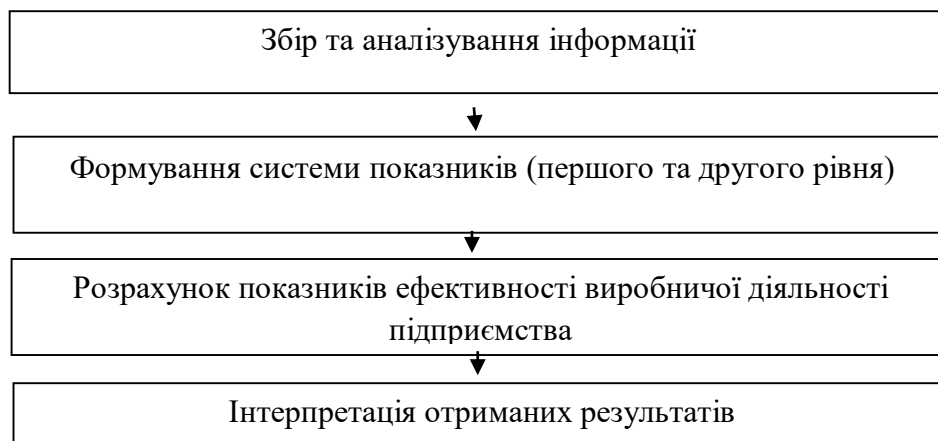 Збір та аналізування інформації
Формування системи показників (першого та другого рівня)
Розрахунок показників ефективності виробничої діяльності
підприємства
Інтерпретація отриманих результатів